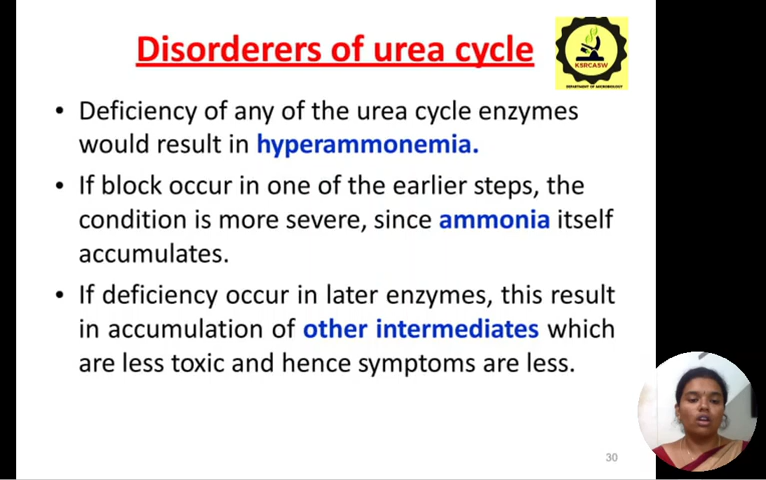 Disorderers of urea cycle
KSRCASW
DEPARTMENT OF MICROBIOLOGY
• Deficiency of any of the urea cycle enzymes
would result in hyperammonemia.
• If block occur in one of the earlier steps, the
condition is more severe, since ammonia itself
accumulates.
• If deficiency occur in later enzymes, this result
in accumulation of other intermediates which
are less toxic and hence symptoms are less.
30